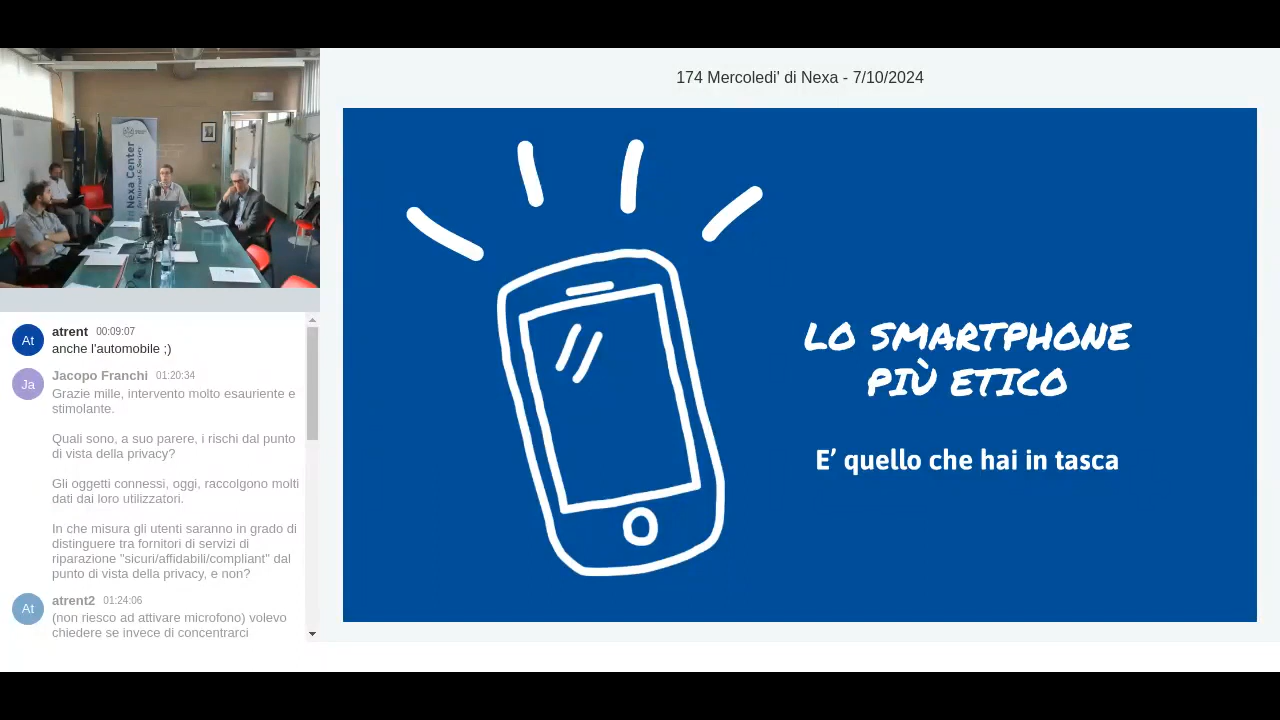 174 Mercoledi' di Nexa - 7/10/2024
Nexa Center
LO SMARTPHONE
PIÙ ETICO
E' quello che hai in tasca
At
atrent 00:09:07
anche l'automobile ;)
Ja
Jacopo Franchi 01:20:34
Grazie mille, intervento molto esauriente e
stimolante.
Quali sono, a suo parere, i rischi dal punto
di vista della privacy?
Gli oggetti connessi, oggi, raccolgono molti
dati dai loro utilizzatori.
In che misura gli utenti saranno in grado di
distinguere tra fornitori di servizi di
riparazione "sicuri/affidabili/compliant" dal
punto di vista della privacy, e non?
At
atrent2 01:24:06
(non riesco ad attivare microfono) volevo
chiedere se invece di concentrarci